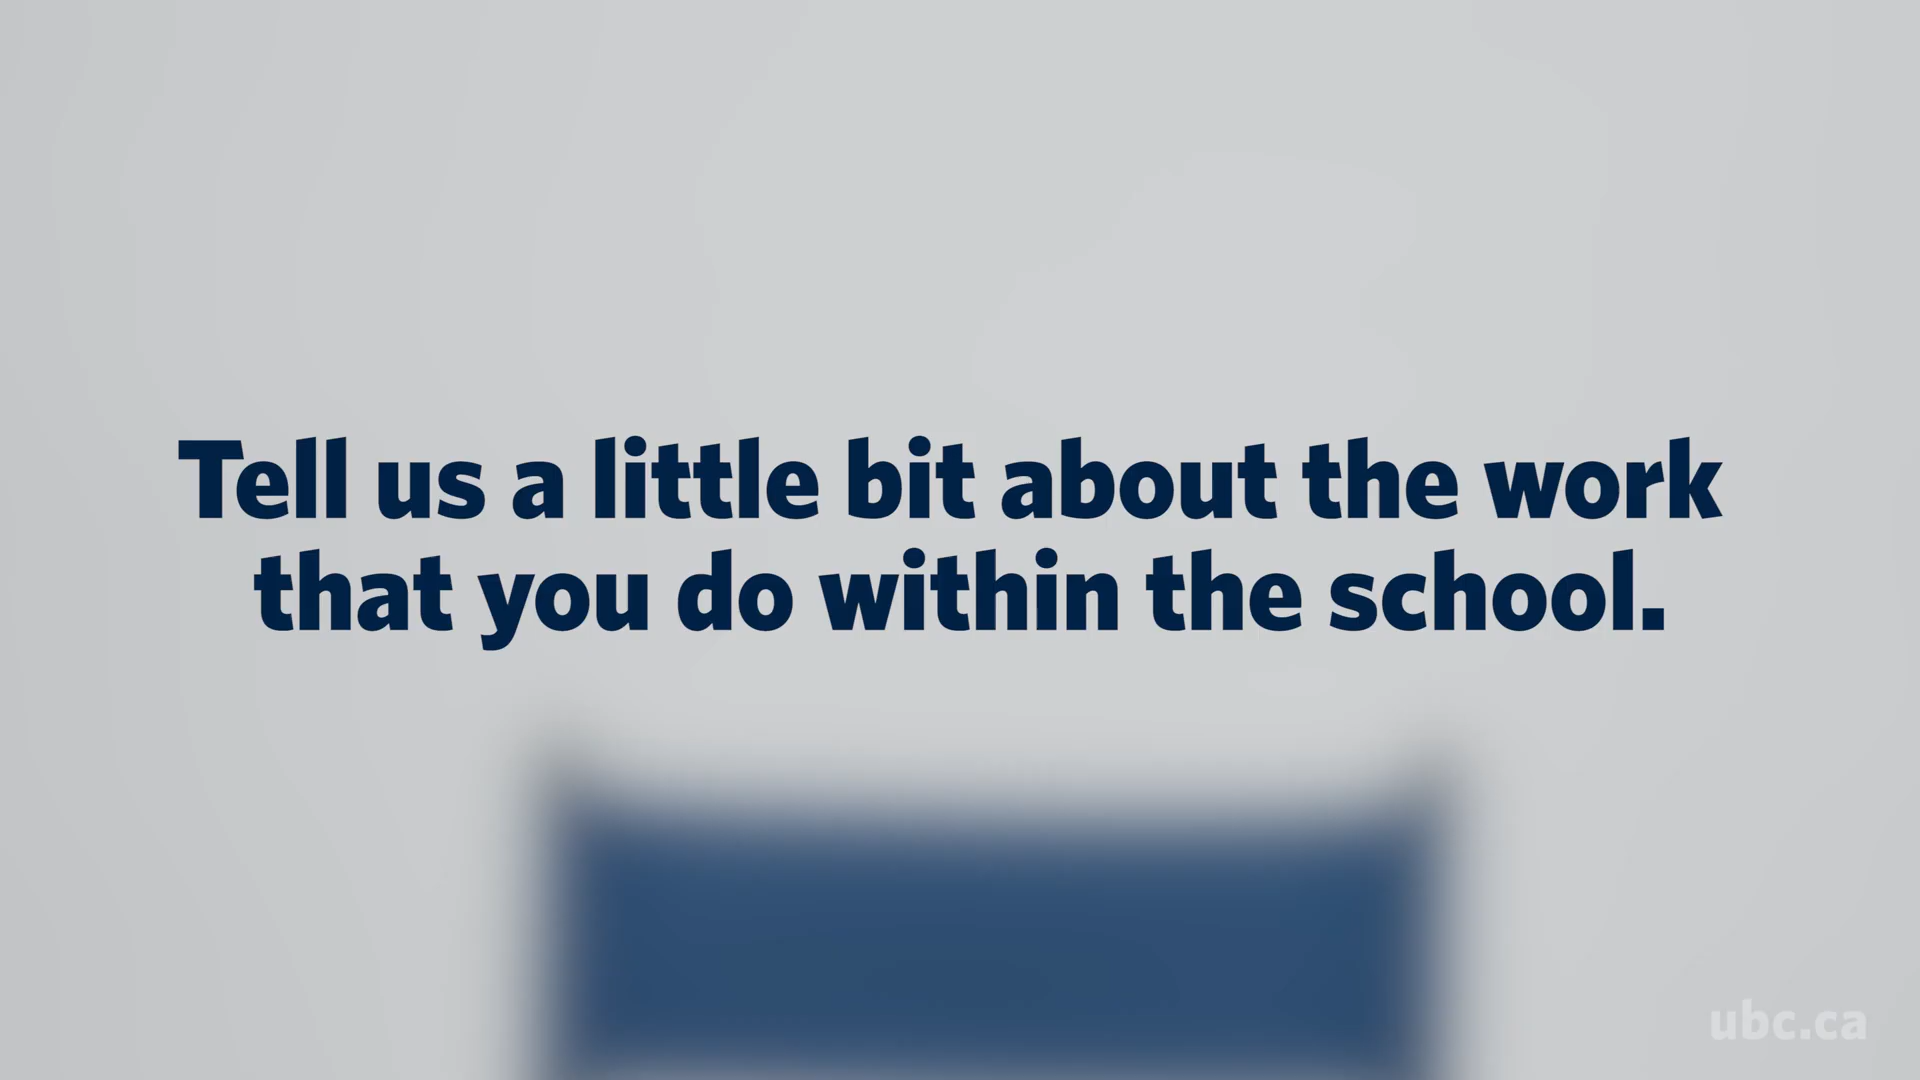 Tell us a little bit about the work
that you do within the school.
ubc.ca